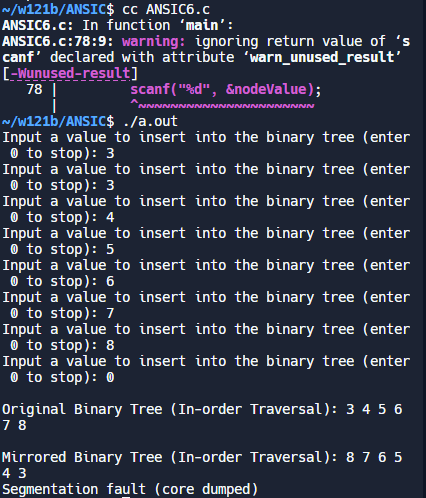 ~/w121b/ANSIC$ cc ANSIC6.c
ANSIC6.c: In function ‘main’:
ANSIC6.c:78:9: warning: ignoring return value of ‘s
canf’ declared with attribute ‘warn_unused_result’
[-Wunused-result]
   78 |         scanf("%d", &nodeValue);
      |         ^~~~~~~~~~~~~~~~~~~~~~~
~/w121b/ANSIC$ ./a.out
Input a value to insert into the binary tree (enter
 0 to stop): 3
Input a value to insert into the binary tree (enter
 0 to stop): 3
Input a value to insert into the binary tree (enter
 0 to stop): 4
Input a value to insert into the binary tree (enter
 0 to stop): 5
Input a value to insert into the binary tree (enter
 0 to stop): 6
Input a value to insert into the binary tree (enter
 0 to stop): 7
Input a value to insert into the binary tree (enter
 0 to stop): 8
Input a value to insert into the binary tree (enter
 0 to stop): 0

Original Binary Tree (In-order Traversal): 3 4 5 6
7 8

Mirrored Binary Tree (In-order Traversal): 8 7 6 5
4 3
Segmentation fault (core dumped)